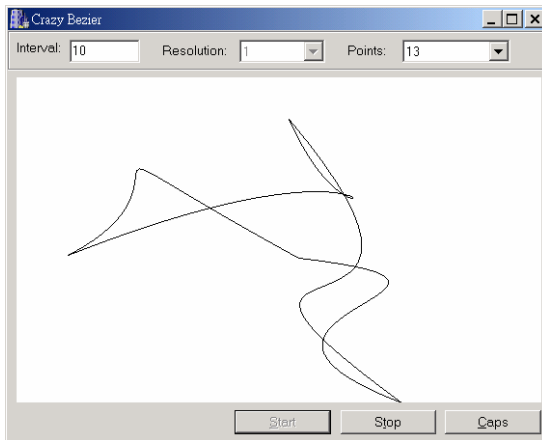 Crazy Bezier
Interval: 10 Resolution: 1 Points: 13
Start Stop Caps